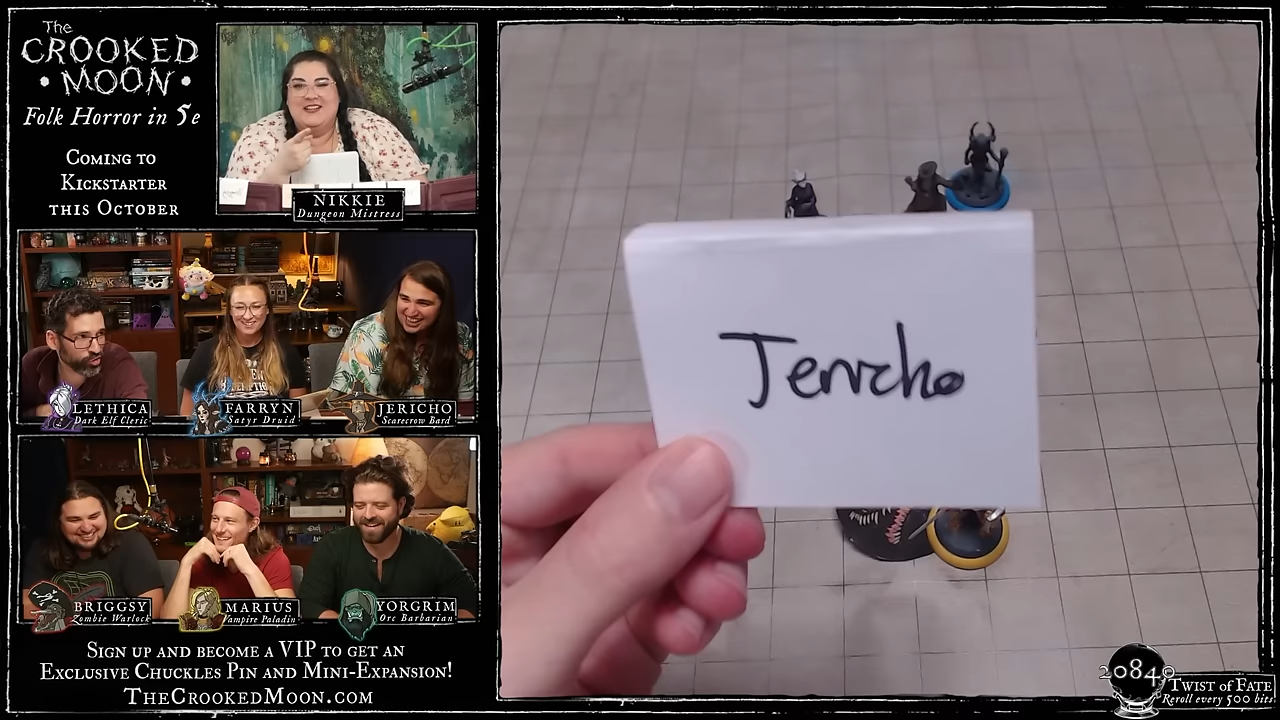 The
CROOKED
• MOON •
Folk Horror in 5e
COMING TO
KICKSTARTER
THIS OCTOBER
NIKKIE
Dungeon Mistress
LETHICA
Dark Elf Cleric
FARRYN
Satyr Druid
JERICHO
Scarecrow Bard
BRIGGSY
Zombie Warlock
MARIUS
Vampire Paladin
YORGRIM
Orc Barbarian
SIGN UP AND BECOME A VIP TO GET AN
EXCLUSIVE CHUCKLES PIN AND MINI-EXPANSION!
THECROOKEDMOON.COM
Jericho
20840
TWIST OF FATE
Reroll every 500 bits